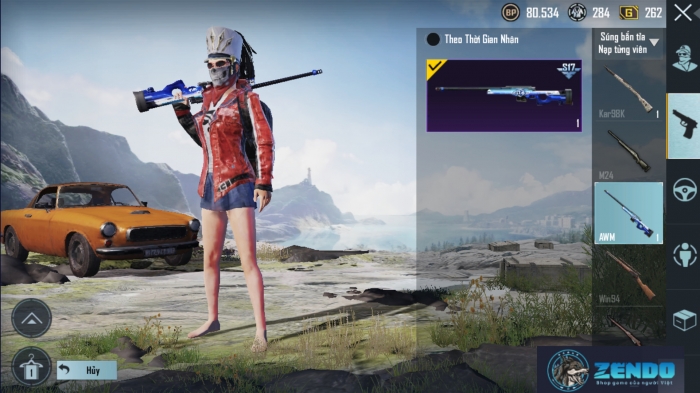 BP 80.534 284 G 262
Theo Thời Gian Nhận
Súng bắn tỉa
Nạp từng viên
S17
1
Kar98K 1
M24
AWM 1
Win94
1
Hủy
ZENDO
Shop game của người Việt